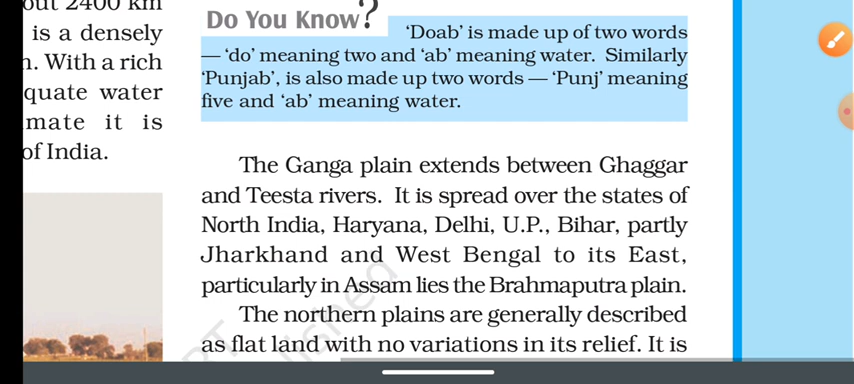 out 2400 km
is a densely
n. With a rich
quate water
mate it is
of India.
Do You Know?
‘Doab’ is made up of two words
— ‘do’ meaning two and ‘ab’ meaning water. Similarly
‘Punjab’, is also made up two words — ‘Punj’ meaning
five and ‘ab’ meaning water.
The Ganga plain extends between Ghaggar
and Teesta rivers. It is spread over the states of
North India, Haryana, Delhi, U.P., Bihar, partly
Jharkhand and West Bengal to its East,
particularly in Assam lies the Brahmaputra plain.
The northern plains are generally described
as flat land with no variations in its relief. It is